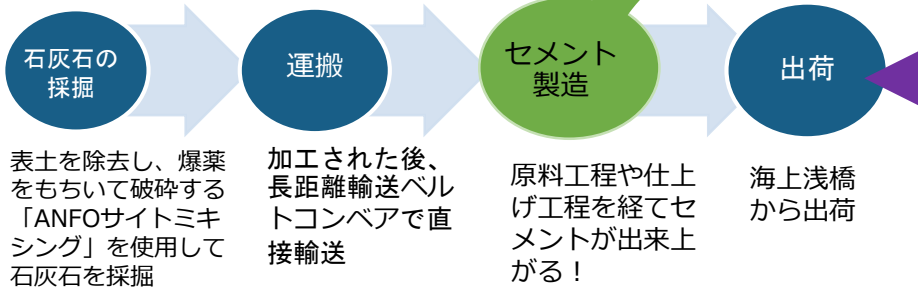 石灰石の
採掘
運搬
セメント
製造
出荷
表土を除去し、爆薬
をもちいて破砕する
「ANFOサイトミキ
シング」を使用して
石灰石を採掘
加工された後、
長距離輸送ベル
トコンベアで直
接輸送
原料工程や仕上
げ工程を経てセ
メントが出来上
がる！
海上浅橋
から出荷